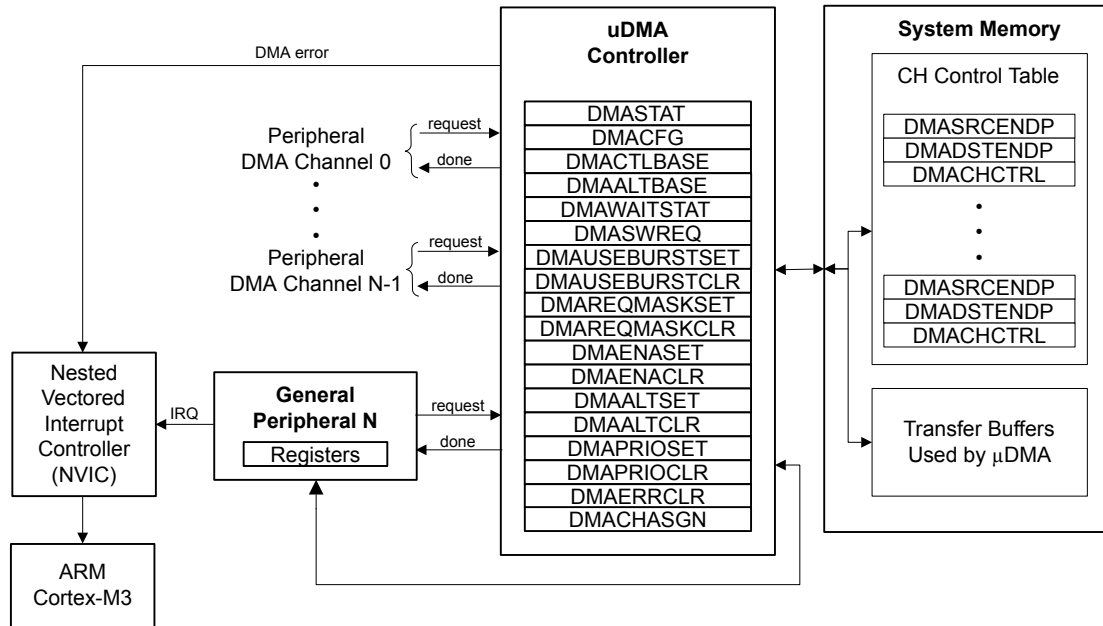 uDMA
Controller
DMA error
Peripheral
DMA Channel 0
request
done
•
•
•
Peripheral
DMA Channel N-1
request
done
DMASTAT
DMACFG
DMACTLBASE
DMAALTBASE
DMAWAITSTAT
DMASWREQ
DMAUSEBURSTSET
DMAUSEBURSTCLR
DMAREQMASKSET
DMAREQMASKCLR
DMAENASET
DMAENACLR
DMAALTSET
DMAALTCLR
DMAPRIOSET
DMAPRIOCLR
DMAERRCLR
DMACHASGN
System Memory
CH Control Table
DMASRCENDP
DMADSTENDP
DMACHCTRL
•
•
•
DMASRCENDP
DMADSTENDP
DMACHCTRL
Transfer Buffers
Used by μDMA
Nested
Vectored
Interrupt
Controller
(NVIC)
IRQ
General
Peripheral N
Registers
request
done
ARM
Cortex-M3